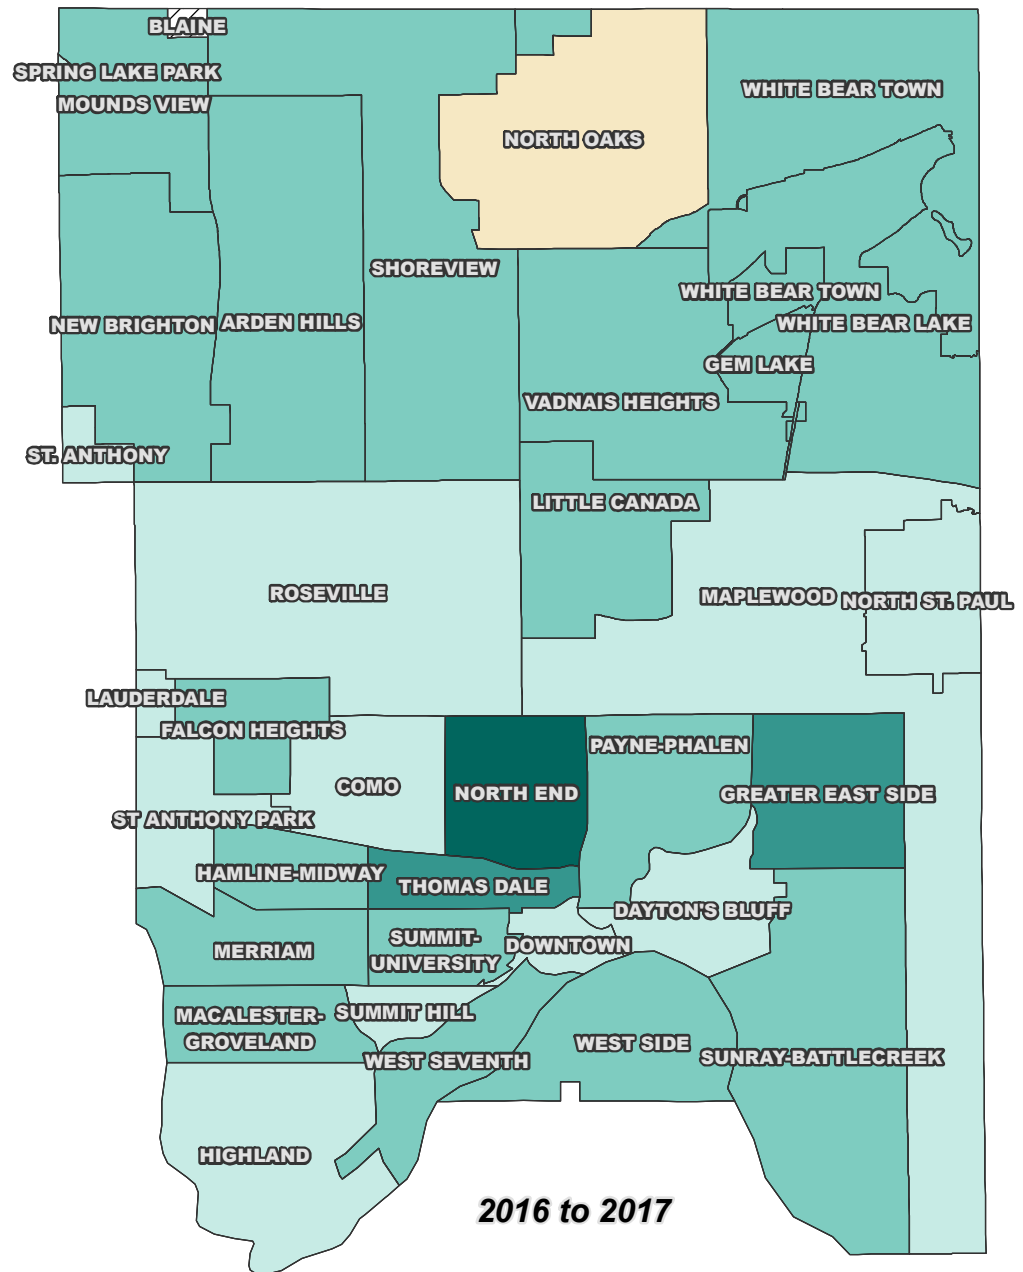 BLAINE
SPRING LAKE PARK
MOUNDS VIEW
WHITE BEAR TOWN
NORTH OAKS
SHOREVIEW
WHITE BEAR TOWN
NEW BRIGHTON
ARDEN HILLS
WHITE BEAR LAKE
GEM LAKE
VADNAIS HEIGHTS
ST. ANTHONY
LITTLE CANADA
ROSEVILLE
MAPLEWOOD
NORTH ST. PAUL
LAUDERDALE
FALCON HEIGHTS
PAYNE-PHALEN
COMO
NORTH END
GREATER EAST SIDE
ST ANTHONY PARK
HAMLINE-MIDWAY
THOMAS DALE
DAYTON'S BLUFF
MERRIAM
SUMMIT-
UNIVERSITY
DOWNTOWN
MACALESTER-
GROVELAND
SUMMIT HILL
WEST SEVENTH
WEST SIDE
SUNRAY-BATTLECREEK
HIGHLAND
2016 to 2017